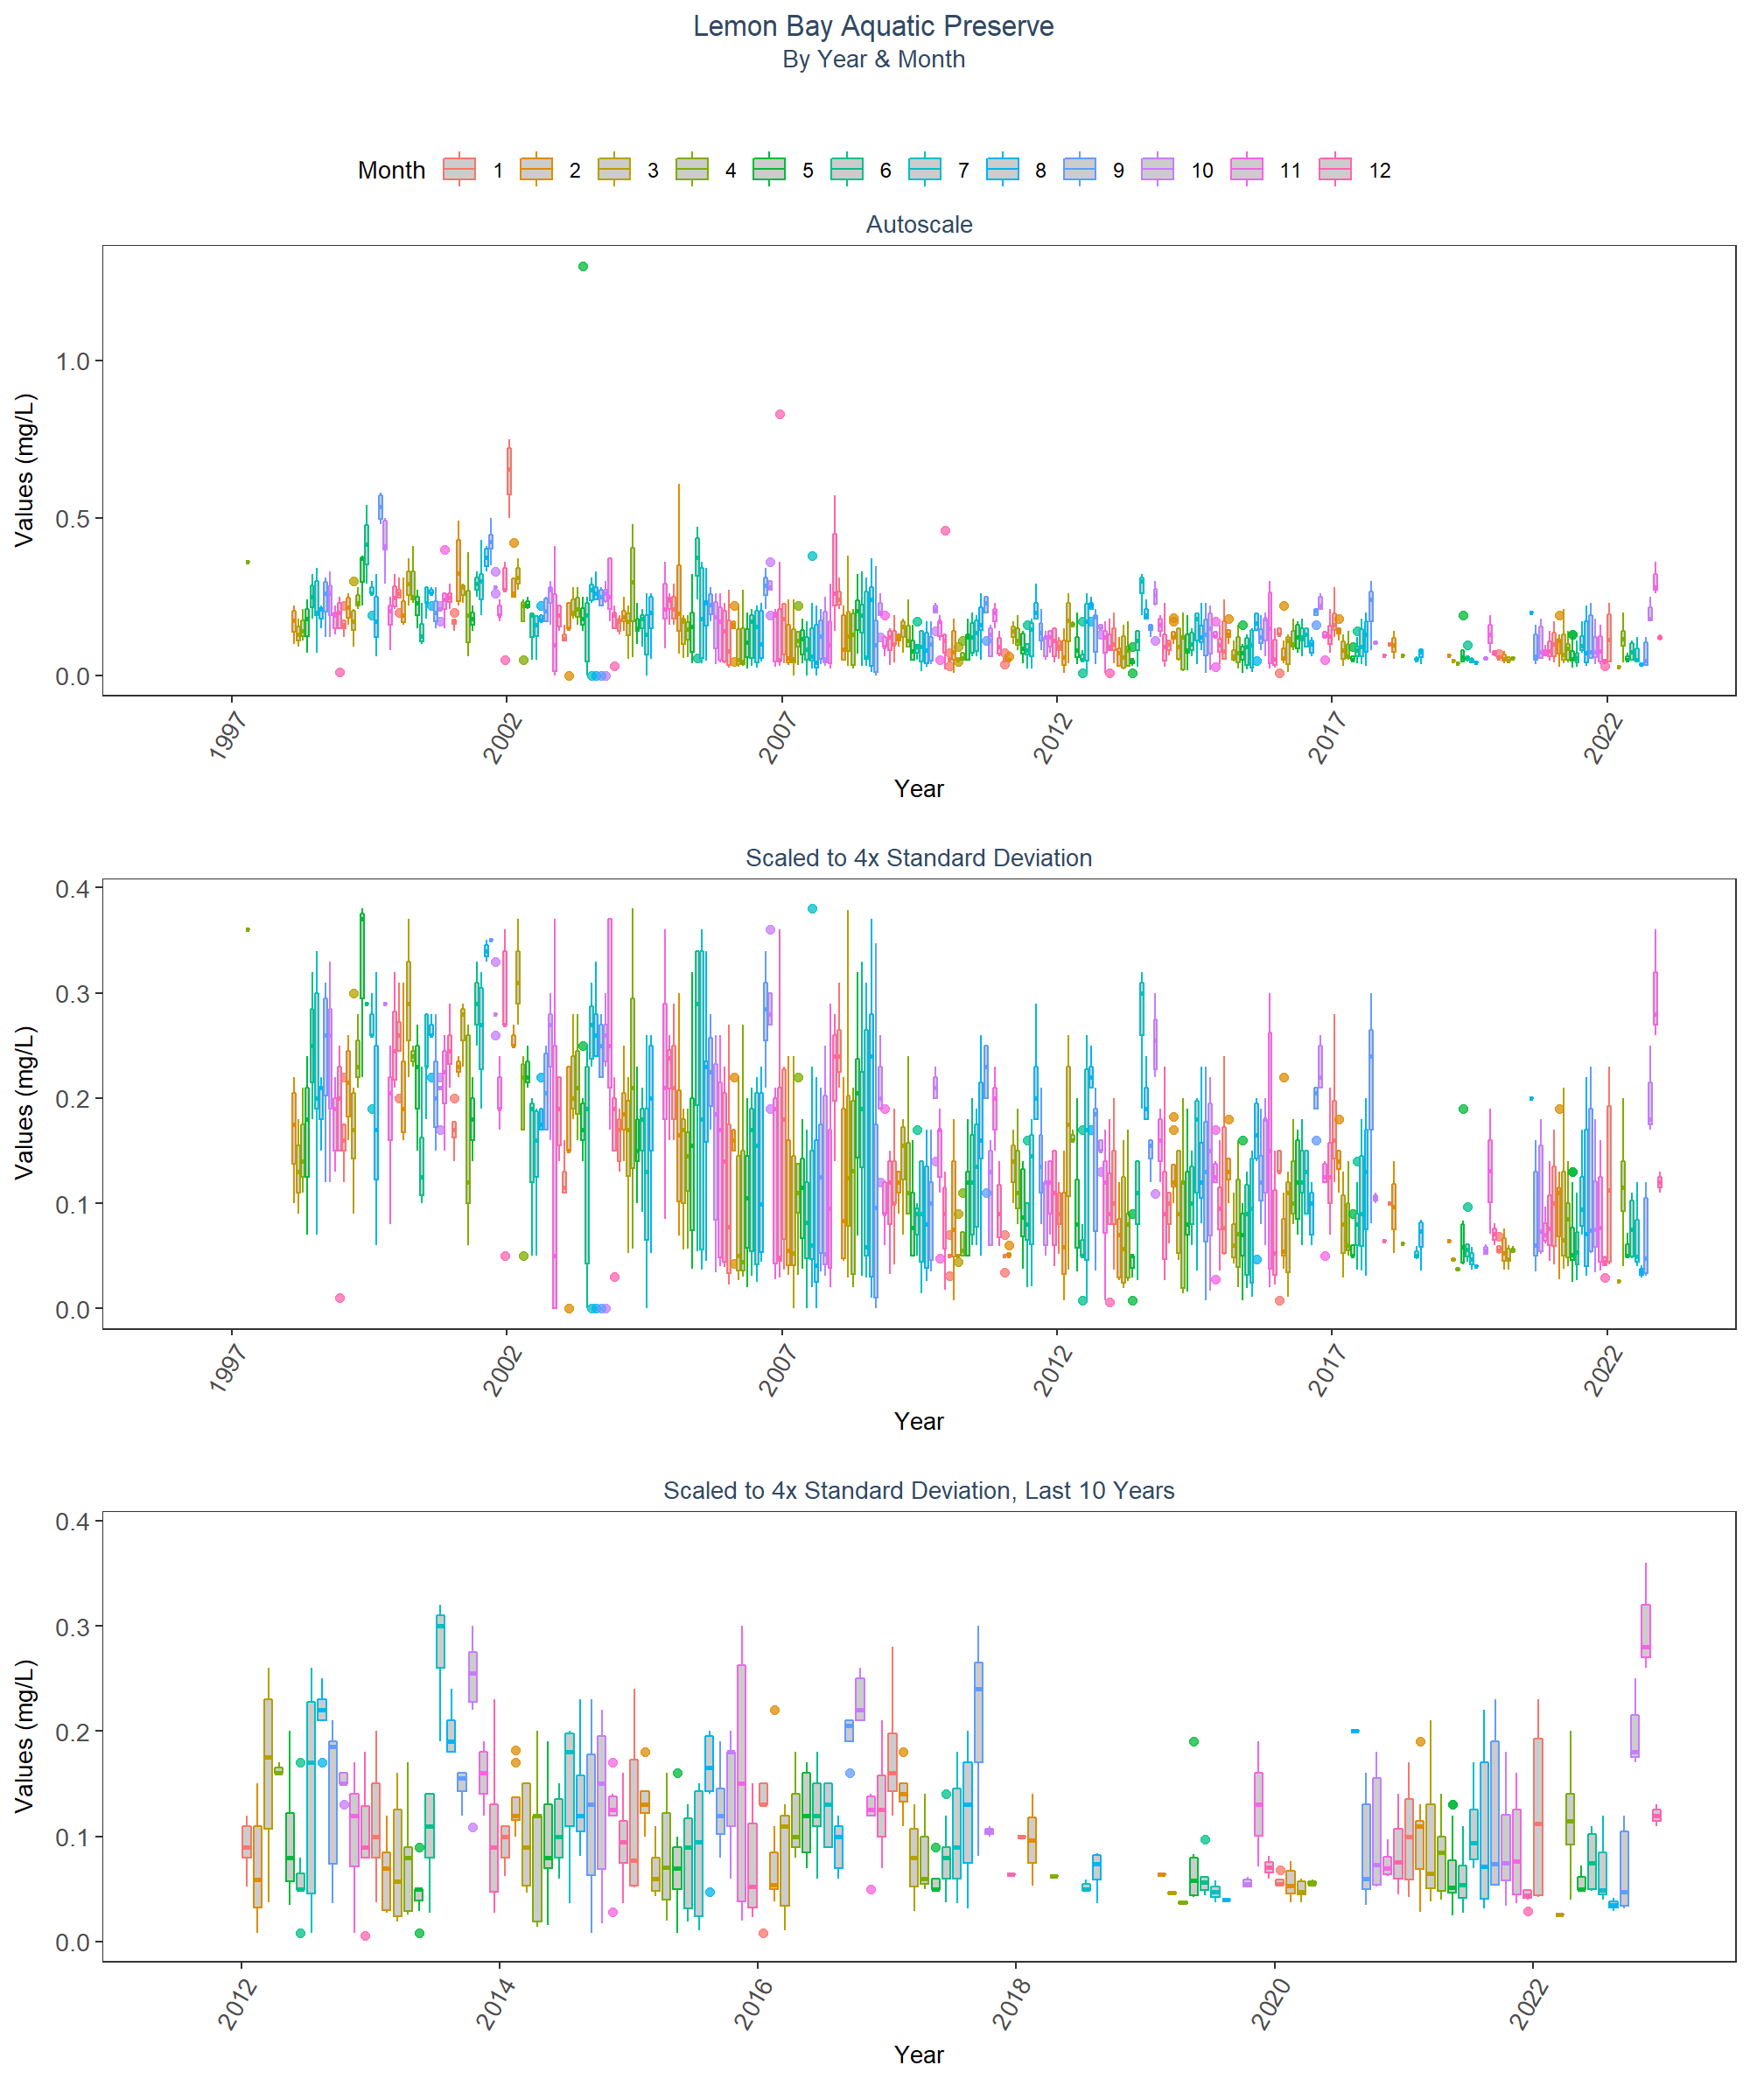 Lemon Bay Aquatic Preserve
By Year & Month
Month 1 2 3 4 5 6 7 8 9 10 11 12
Autoscale
Values (mg/L)
1.0
0.5
0.0
1997 2002 2007 2012 2017 2022
Year
Scaled to 4x Standard Deviation
Values (mg/L)
0.4
0.3
0.2
0.1
0.0
1997 2002 2007 2012 2017 2022
Year
Scaled to 4x Standard Deviation, Last 10 Years
Values (mg/L)
0.4
0.3
0.2
0.1
0.0
2012 2014 2016 2018 2020 2022
Year